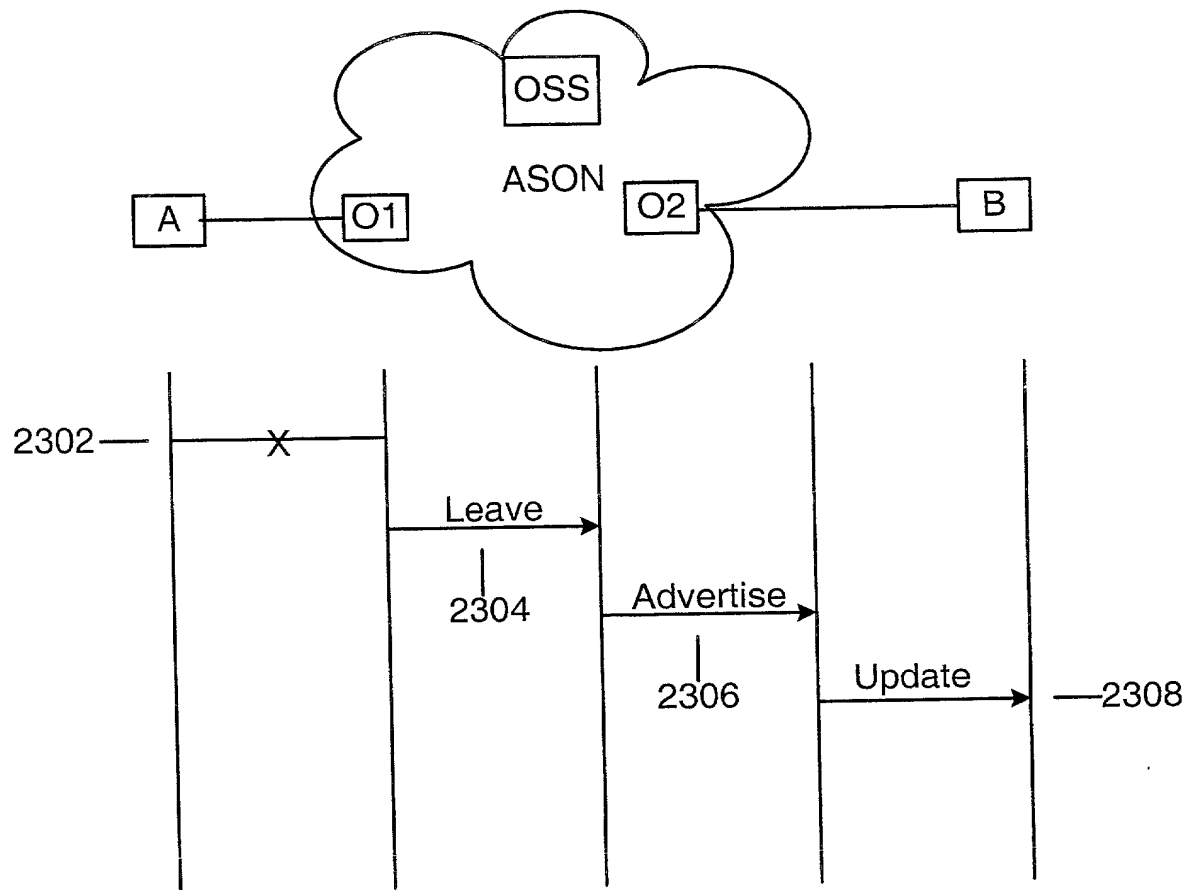 OSS
ASON
A
O1
O2
B
2302
X
Leave
2304
Advertise
2306
Update
2308